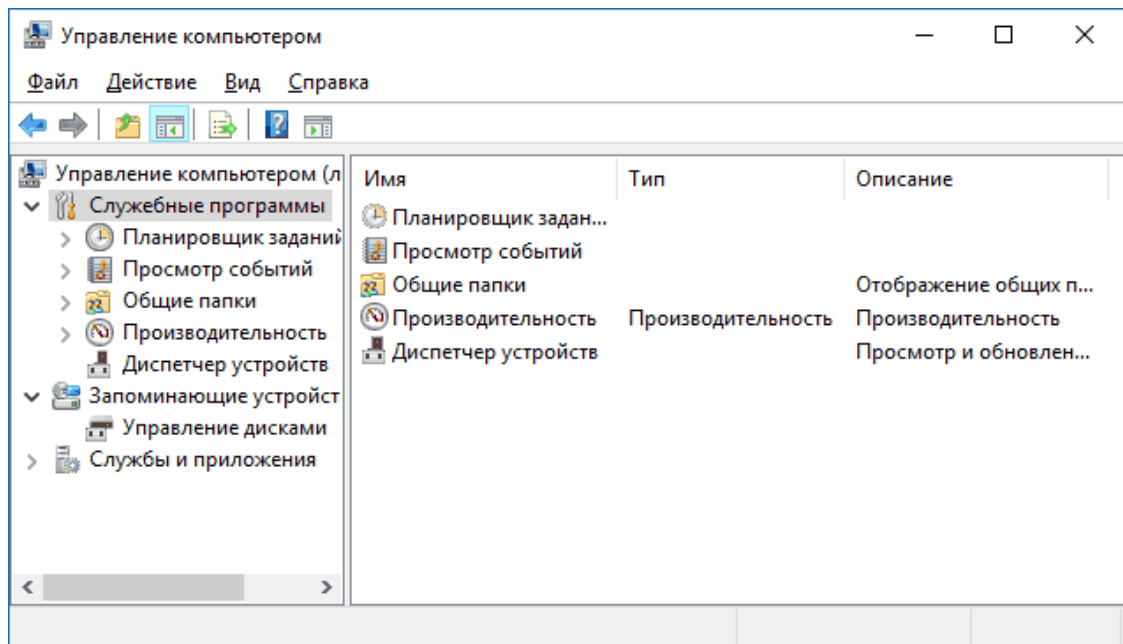 Управление компьютером
Файл Действие Вид Справка
Управление компьютером (л
Служебные программы
Планировщик заданий
Просмотр событий
Общие папки
Производительность
Диспетчер устройств
Запоминающие устройст
Управление дисками
Службы и приложения
Имя Тип Описание
Планировщик задан...
Просмотр событий
Общие папки Отображение общих п...
Производительность Производительность Производительность
Диспетчер устройств Просмотр и обновлен...